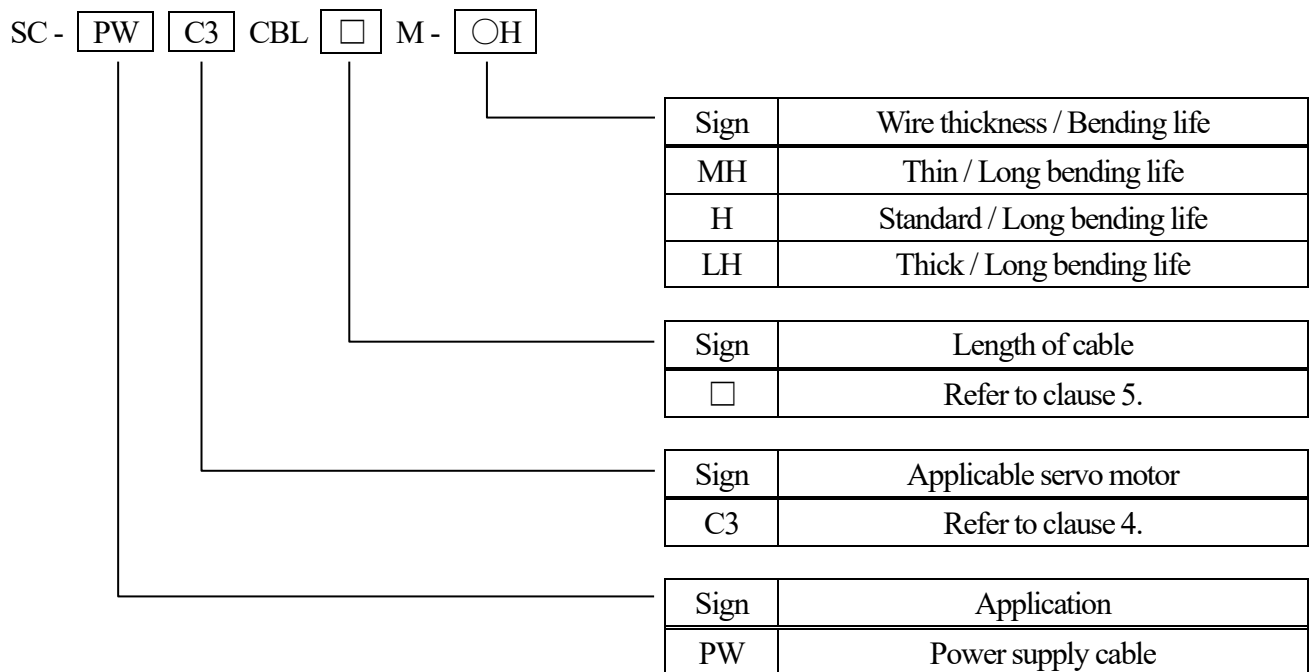 SC - PW C3 CBL □ M - ○H
Sign Wire thickness / Bending life
MH Thin / Long bending life
H Standard / Long bending life
LH Thick / Long bending life
Sign Length of cable
□ Refer to clause 5.
Sign Applicable servo motor
C3 Refer to clause 4.
Sign Application
PW Power supply cable